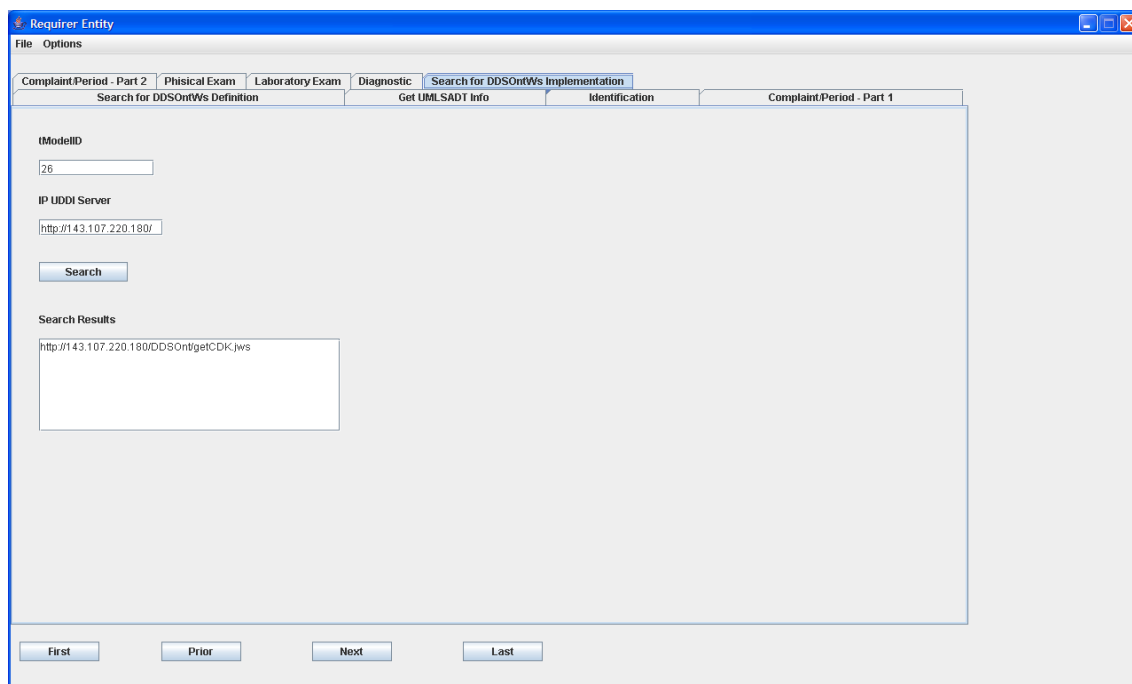 Requirer Entity
File Options
Complaint/Period - Part 2 Phisical Exam Laboratory Exam Diagnostic Search for DDSOntWs Implementation
Search for DDSOntWs Definition Get UMLSADT Info Identification Complaint/Period - Part 1
tModelID
26
IP UDDI Server
http://143.107.220.180/
Search
Search Results
http://143.107.220.180/DDSOnt/getCDK.jws
First Prior Next Last